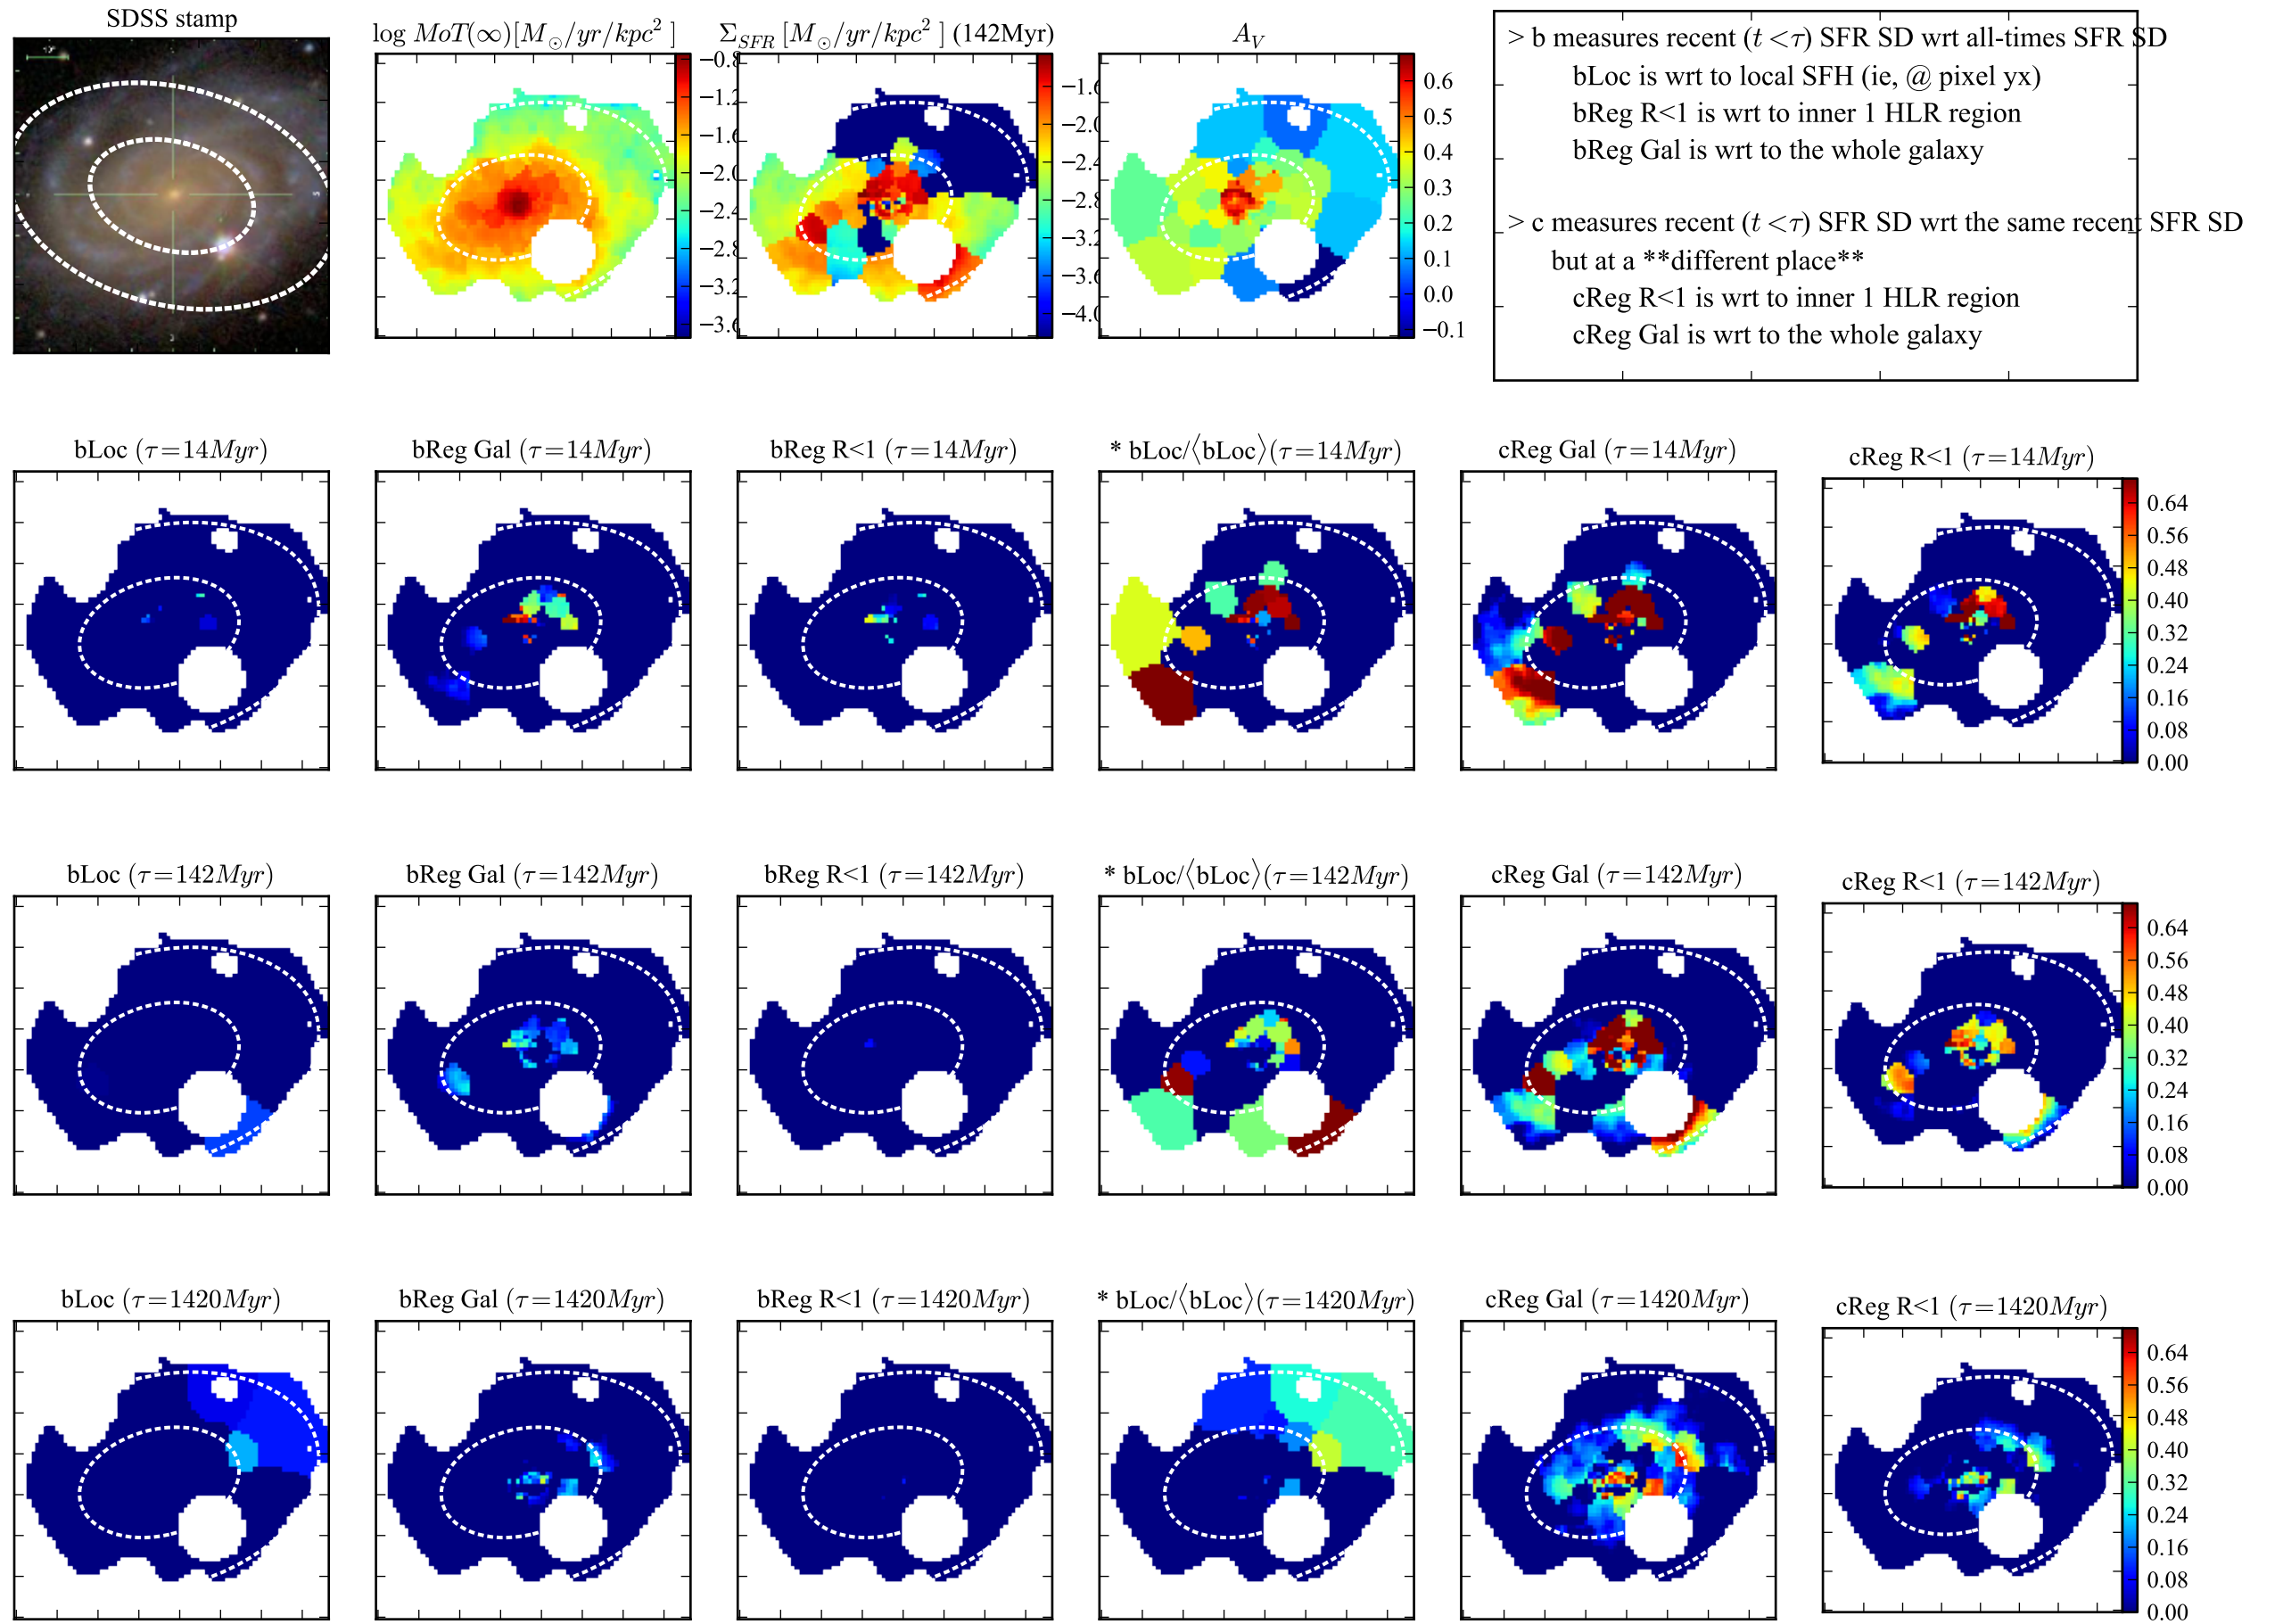 SDSS stamp
log MoT(∞)[M⊙/yr/kpc² ]
Σ_SFR [M⊙/yr/kpc² ] (142Myr)
A_V
−0.8
−1.2
−1.6
−2.0
−2.4
−2.8
−3.2
−3.6
−1.6
−2.0
−2.4
−2.8
−3.2
−3.6
−4.0
0.6
0.5
0.4
0.3
0.2
0.1
0.0
−0.1
> b measures recent (t <τ) SFR SD wrt all-times SFR SD
bLoc is wrt to local SFH (ie, @ pixel yx)
bReg R<1 is wrt to inner 1 HLR region
bReg Gal is wrt to the whole galaxy
> c measures recent (t <τ) SFR SD wrt the same recent SFR SD
but at a **different place**
cReg R<1 is wrt to inner 1 HLR region
cReg Gal is wrt to the whole galaxy
bLoc (τ=14Myr)
bReg Gal (τ=14Myr)
bReg R<1 (τ=14Myr)
* bLoc/⟨bLoc⟩(τ=14Myr)
cReg Gal (τ=14Myr)
cReg R<1 (τ=14Myr)
0.64
0.56
0.48
0.40
0.32
0.24
0.16
0.08
0.00
bLoc (τ=142Myr)
bReg Gal (τ=142Myr)
bReg R<1 (τ=142Myr)
* bLoc/⟨bLoc⟩(τ=142Myr)
cReg Gal (τ=142Myr)
cReg R<1 (τ=142Myr)
0.64
0.56
0.48
0.40
0.32
0.24
0.16
0.08
0.00
bLoc (τ=1420Myr)
bReg Gal (τ=1420Myr)
bReg R<1 (τ=1420Myr)
* bLoc/⟨bLoc⟩(τ=1420Myr)
cReg Gal (τ=1420Myr)
cReg R<1 (τ=1420Myr)
0.64
0.56
0.48
0.40
0.32
0.24
0.16
0.08
0.00